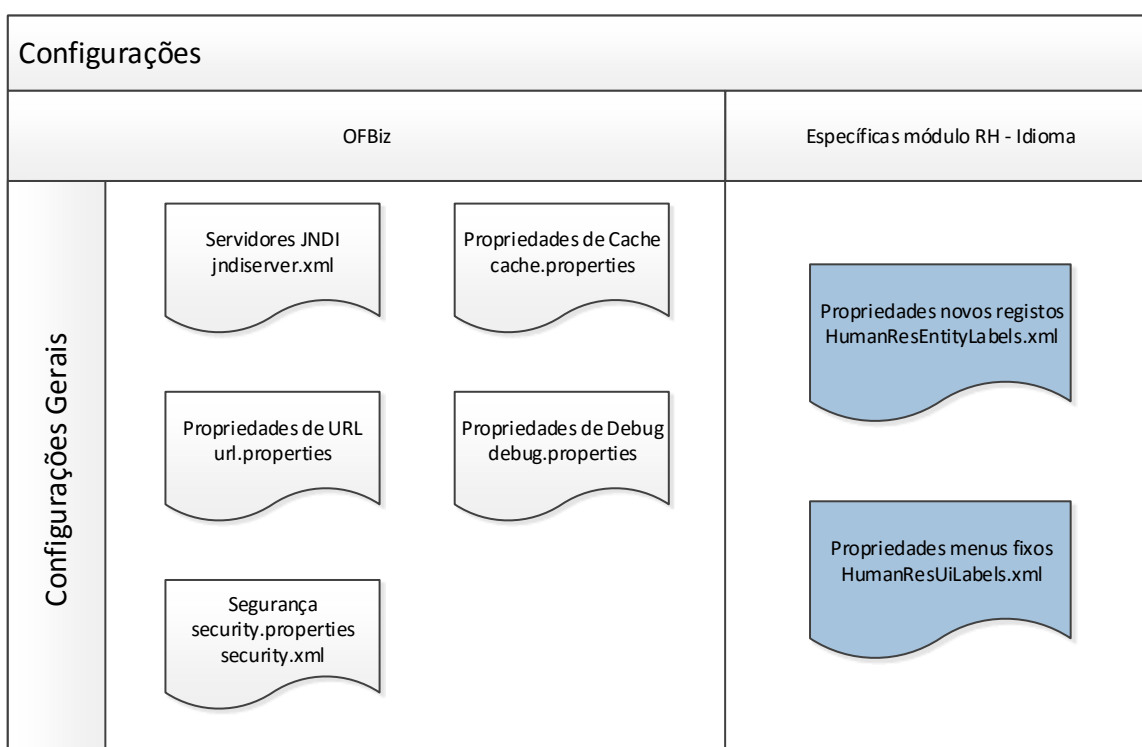 Configurações
OFBiz
Específicas módulo RH - Idioma
Configurações Gerais
Servidores JNDI
jndiserver.xml
Propriedades de Cache
cache.properties
Propriedades de URL
url.properties
Propriedades de Debug
debug.properties
Segurança
security.properties
security.xml
Propriedades novos registos
HumanResEntityLabels.xml
Propriedades menus fixos
HumanResUiLabels.xml